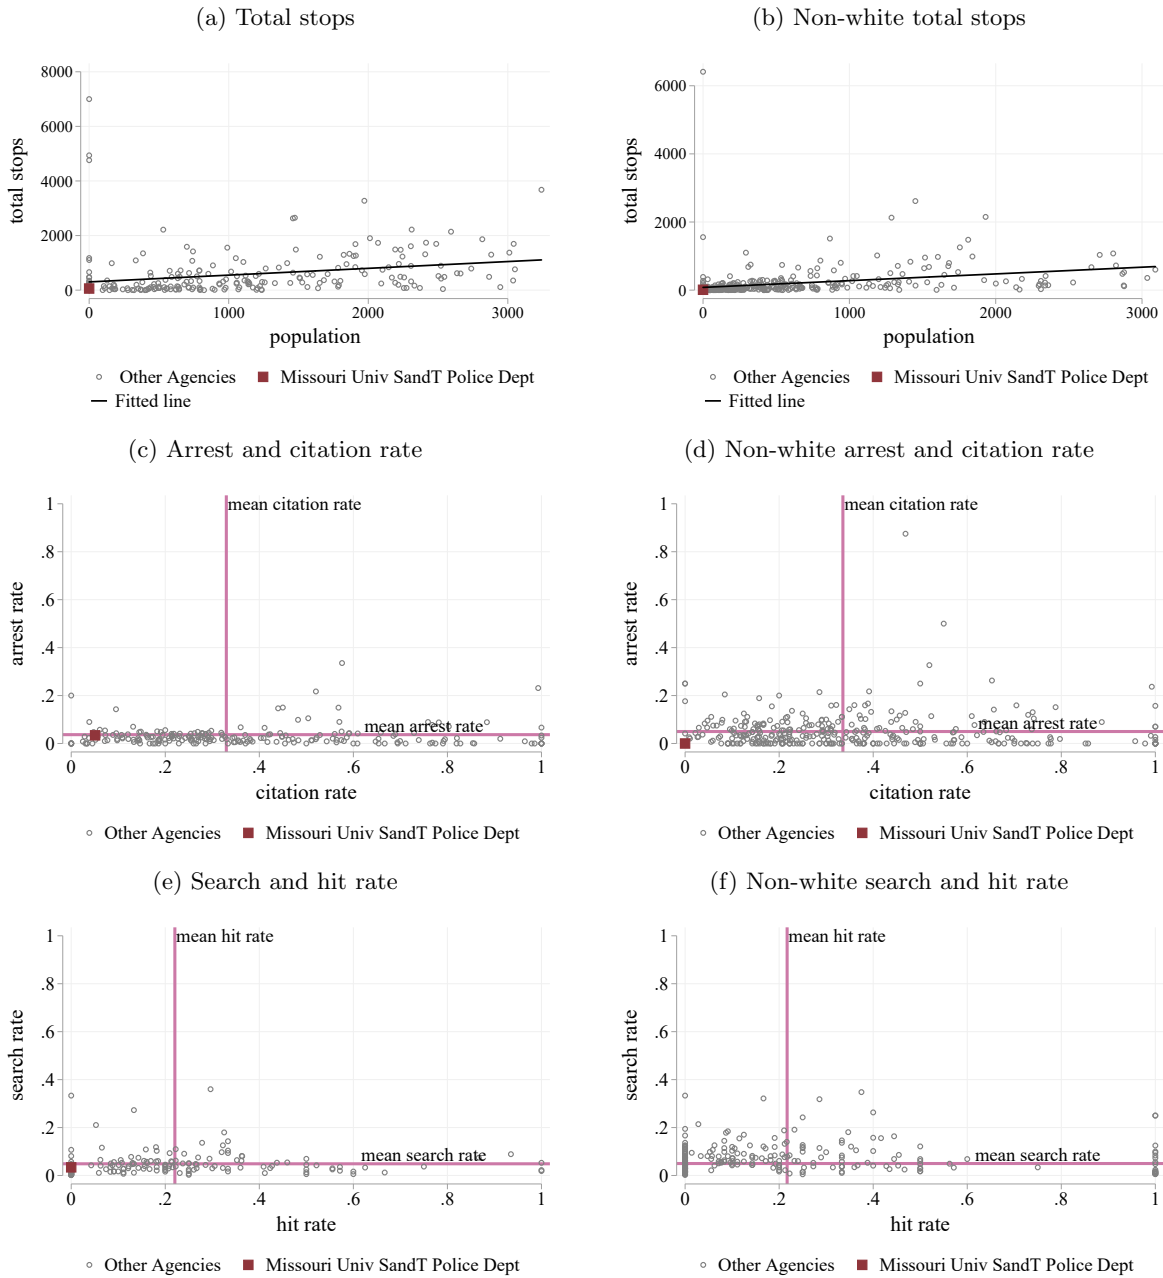 (a) Total stops
(b) Non-white total stops
8000
6000
4000
2000
0
total stops
0
1000
2000
3000
population
Other Agencies
Missouri Univ SandT Police Dept
Fitted line
6000
4000
2000
0
total stops
0
1000
2000
3000
population
Other Agencies
Missouri Univ SandT Police Dept
Fitted line
(c) Arrest and citation rate
(d) Non-white arrest and citation rate
1
.8
.6
.4
.2
0
arrest rate
mean citation rate
mean arrest rate
0
.2
.4
.6
.8
1
citation rate
Other Agencies
Missouri Univ SandT Police Dept
1
.8
.6
.4
.2
0
arrest rate
mean citation rate
mean arrest rate
0
.2
.4
.6
.8
1
citation rate
Other Agencies
Missouri Univ SandT Police Dept
(e) Search and hit rate
(f) Non-white search and hit rate
1
.8
.6
.4
.2
0
search rate
mean hit rate
mean search rate
0
.2
.4
.6
.8
1
hit rate
Other Agencies
Missouri Univ SandT Police Dept
1
.8
.6
.4
.2
0
search rate
mean hit rate
mean search rate
0
.2
.4
.6
.8
1
hit rate
Other Agencies
Missouri Univ SandT Police Dept